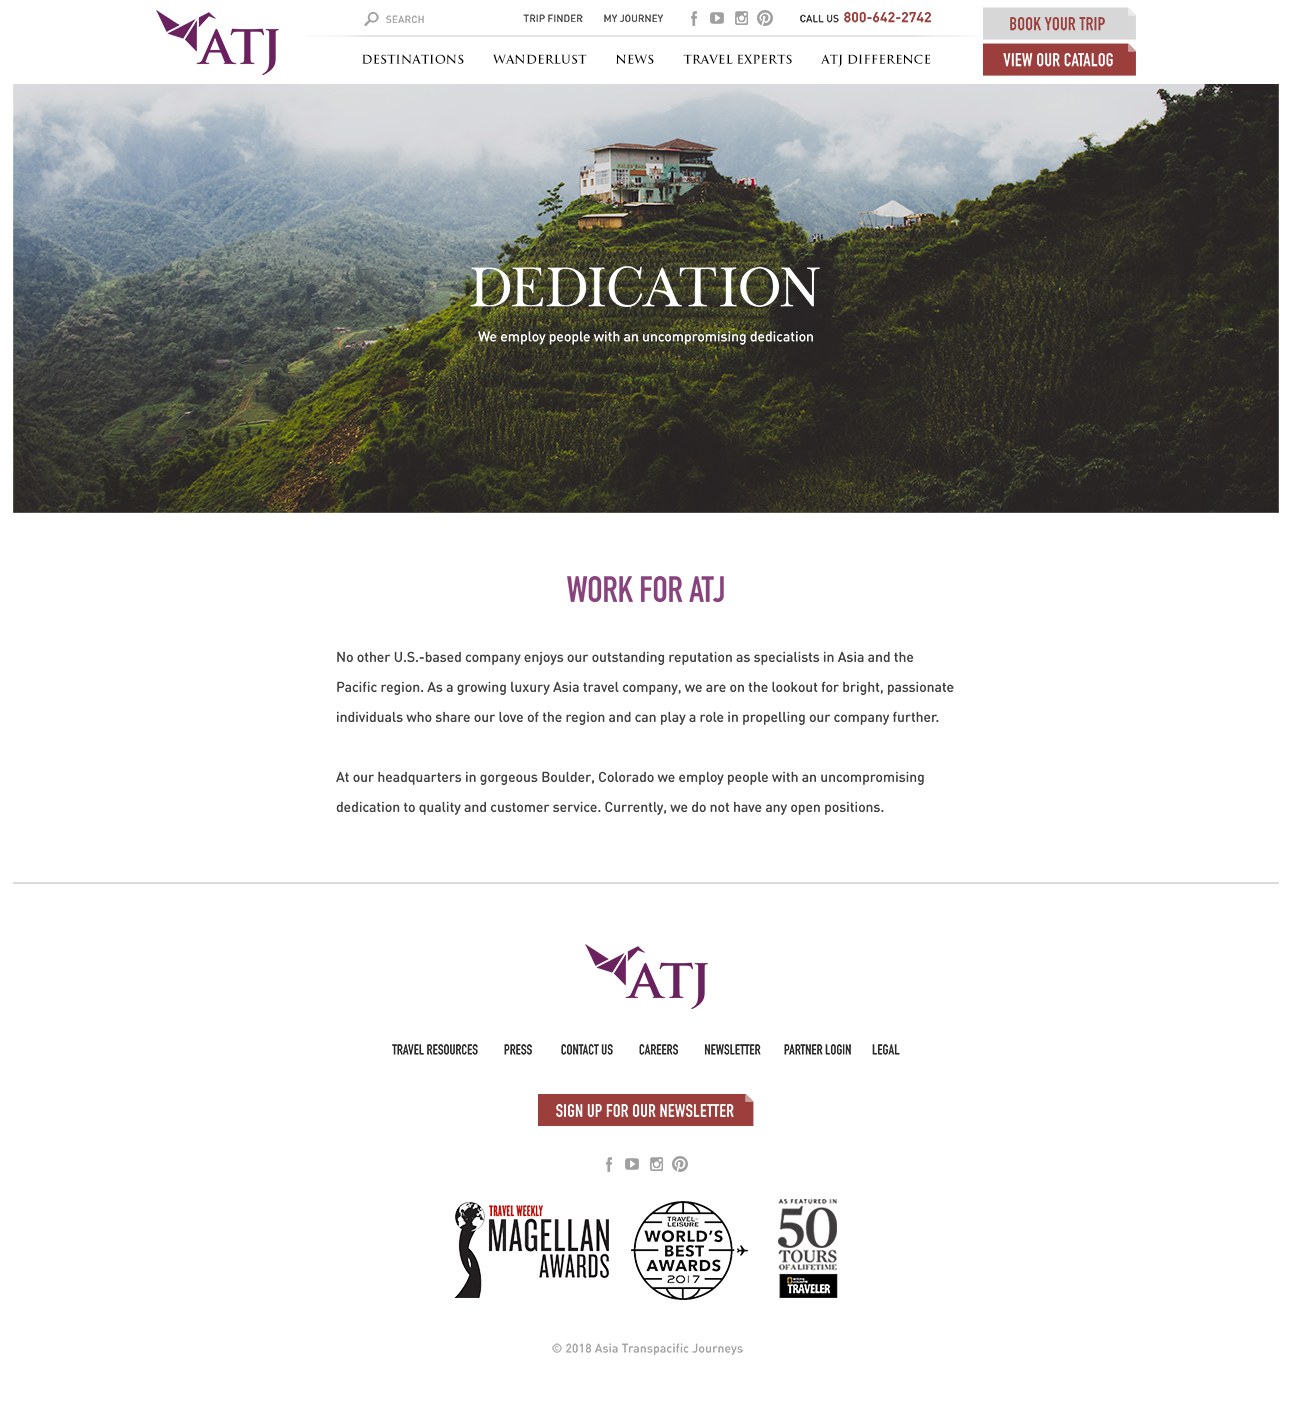 ATJ
SEARCH
TRIP FINDER
MY JOURNEY
CALL US 800-642-2742
BOOK YOUR TRIP
VIEW OUR CATALOG
DESTINATIONS
WANDERLUST
NEWS
TRAVEL EXPERTS
ATJ DIFFERENCE
DEDICATION
We employ people with an uncompromising dedication
WORK FOR ATJ
No other U.S.-based company enjoys our outstanding reputation as specialists in Asia and the
Pacific region. As a growing luxury Asia travel company, we are on the lookout for bright, passionate
individuals who share our love of the region and can play a role in propelling our company further.
At our headquarters in gorgeous Boulder, Colorado we employ people with an uncompromising
dedication to quality and customer service. Currently, we do not have any open positions.
ATJ
TRAVEL RESOURCES
PRESS
CONTACT US
CAREERS
NEWSLETTER
PARTNER LOGIN
LEGAL
SIGN UP FOR OUR NEWSLETTER
TRAVEL WEEKLY
MAGELLAN
AWARDS
TRAVEL+
LEISURE
WORLD'S
BEST
AWARDS
2017
AS FEATURED IN
50
TOURS
OF A LIFETIME
TRAVELER
© 2018 Asia Transpacific Journeys